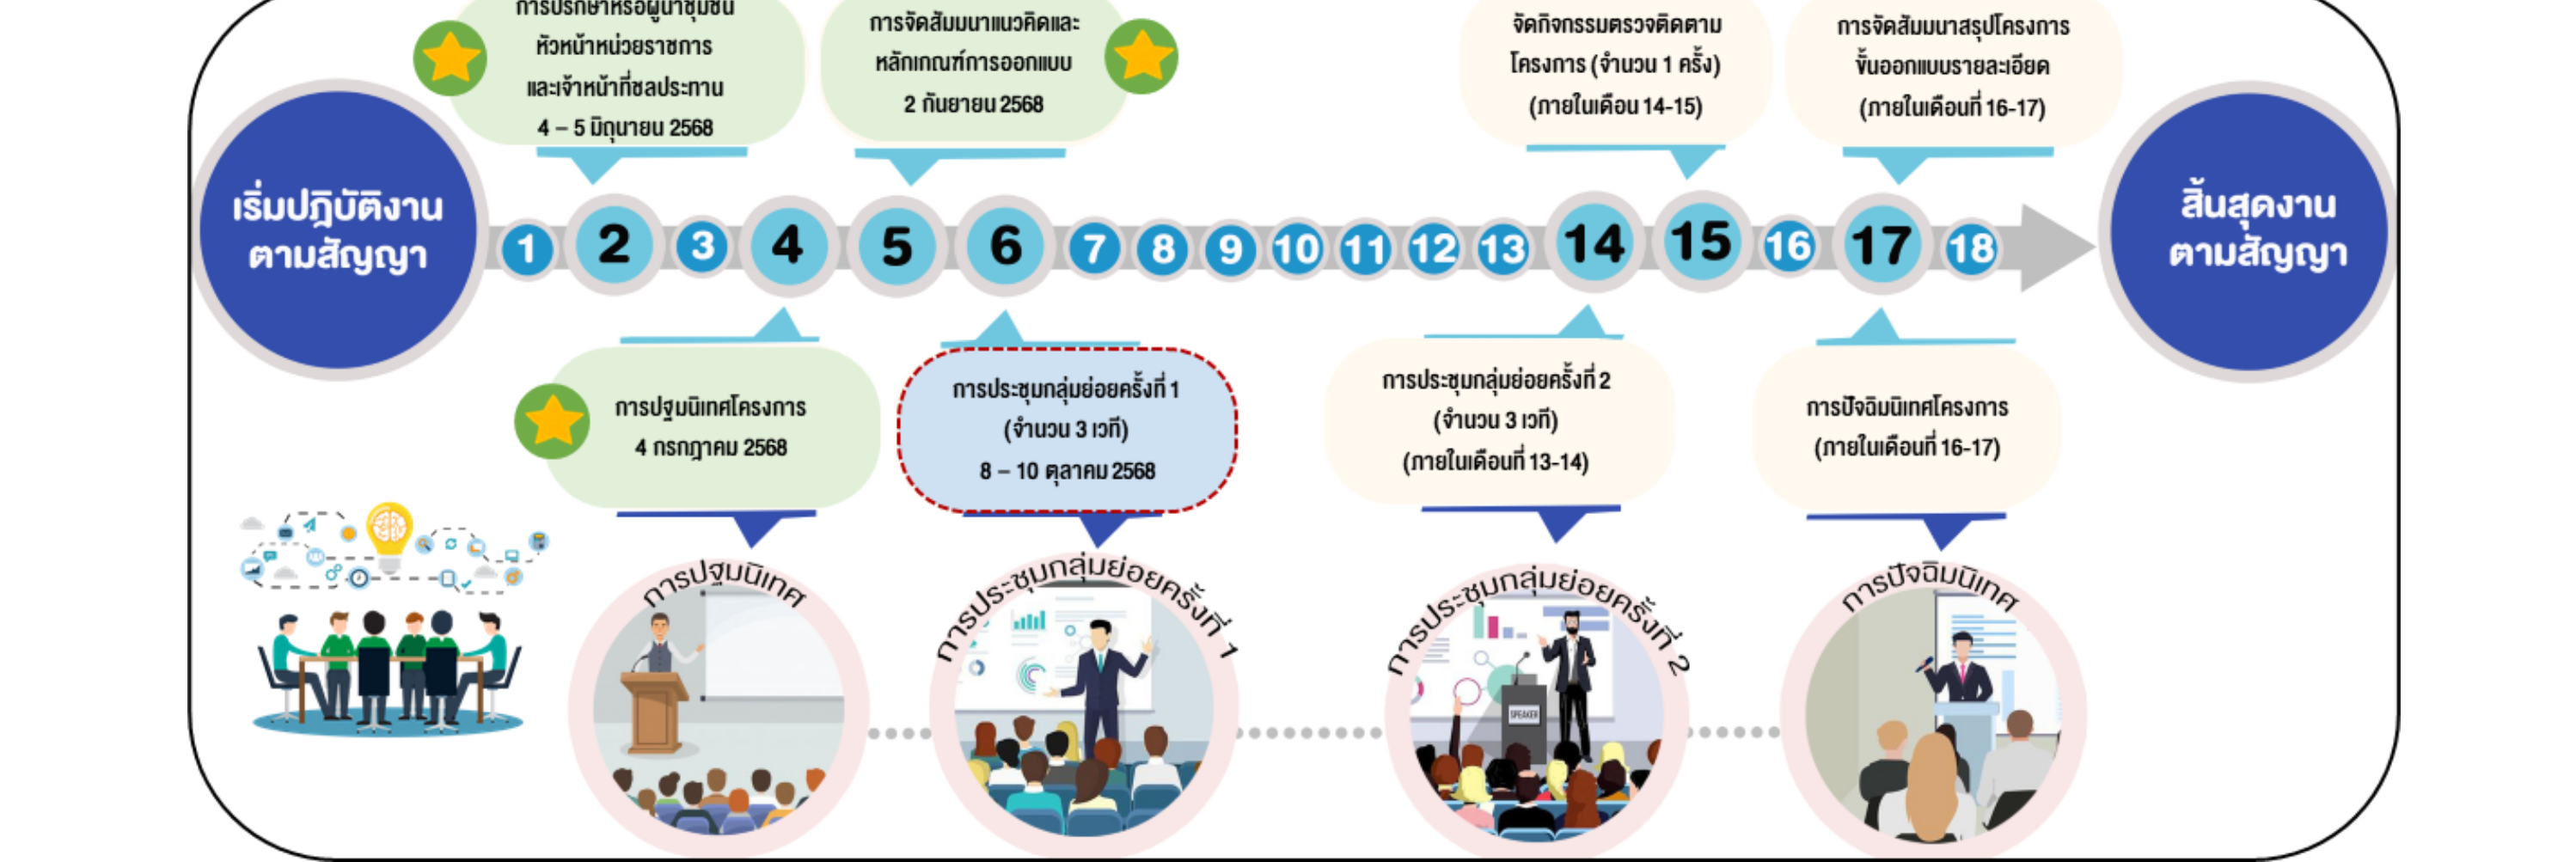 การปรึกษาหารือผู้นำชุมชน
หัวหน้าหน่วยราชการ
และเจ้าหน้าที่ชลประทาน
4 – 5 มิถุนายน 2568
การจัดสัมมนาแนวคิดและ
หลักเกณฑ์การออกแบบ
2 กันยายน 2568
จัดกิจกรรมตรวจติดตาม
โครงการ (จำนวน 1 ครั้ง)
(ภายในเดือน 14-15)
การจัดสัมมนาสรุปโครงการ
ขั้นออกแบบรายละเอียด
(ภายในเดือนที่ 16-17)
เริ่มปฏิบัติงาน
ตามสัญญา
1 2 3 4 5 6 7 8 9 10 11 12 13 14 15 16 17 18
สิ้นสุดงาน
ตามสัญญา
การปฐมนิเทศโครงการ
4 กรกฎาคม 2568
การประชุมกลุ่มย่อยครั้งที่ 1
(จำนวน 3 เวที)
8 – 10 ตุลาคม 2568
การประชุมกลุ่มย่อยครั้งที่ 2
(จำนวน 3 เวที)
(ภายในเดือนที่ 13-14)
การปัจฉิมนิเทศโครงการ
(ภายในเดือนที่ 16-17)
การปฐมนิเทศ
การประชุมกลุ่มย่อยครั้งที่ 1
การประชุมกลุ่มย่อยครั้งที่ 2
การปัจฉิมนิเทศ
SPEAKER